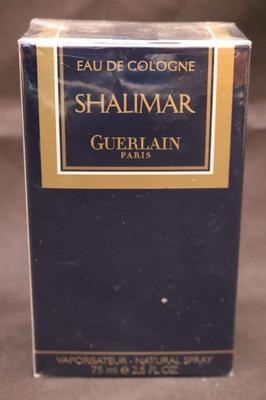 EAU DE COLOGNE
SHALIMAR
GUERLAIN
PARIS
VAPORISATEUR - NATURAL SPRAY
75 ml e 2.5 FL.OZ